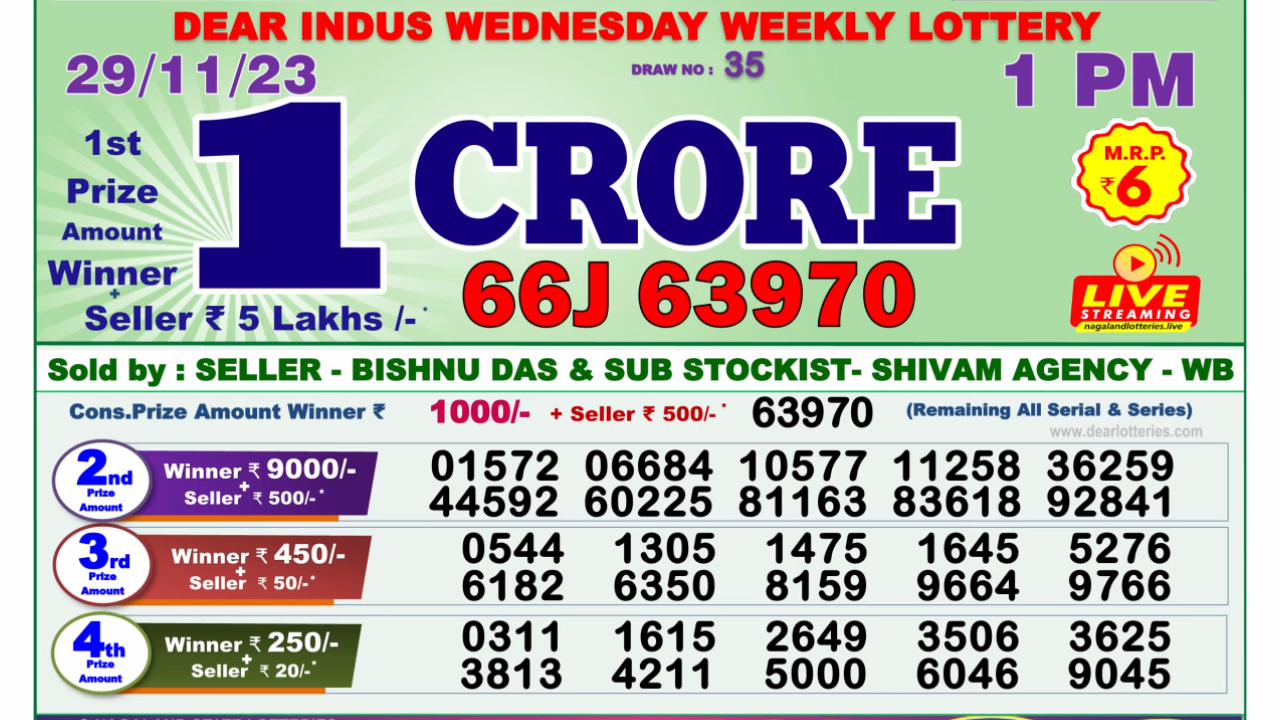 DEAR INDUS WEDNESDAY WEEKLY LOTTERY
29/11/23
DRAW NO : 35
1 PM
1st
Prize
Amount
Winner
+
Seller ₹ 5 Lakhs /-*
1 CRORE
66J 63970
M.R.P.
₹6
LIVE
STREAMING
nagalandlotteries.live
Sold by : SELLER - BISHNU DAS & SUB STOCKIST- SHIVAM AGENCY - WB
Cons.Prize Amount Winner ₹ 1000/- + Seller ₹ 500/-* 63970 (Remaining All Serial & Series)
www.dearlotteries.com
2nd
Prize
Amount
Winner ₹ 9000/-
+
Seller ₹ 500/-*
01572 06684 10577 11258 36259
44592 60225 81163 83618 92841
3rd
Prize
Amount
Winner ₹ 450/-
+
Seller ₹ 50/-*
0544 1305 1475 1645 5276
6182 6350 8159 9664 9766
4th
Prize
Amount
Winner ₹ 250/-
+
Seller ₹ 20/-*
0311 1615 2649 3506 3625
3813 4211 5000 6046 9045